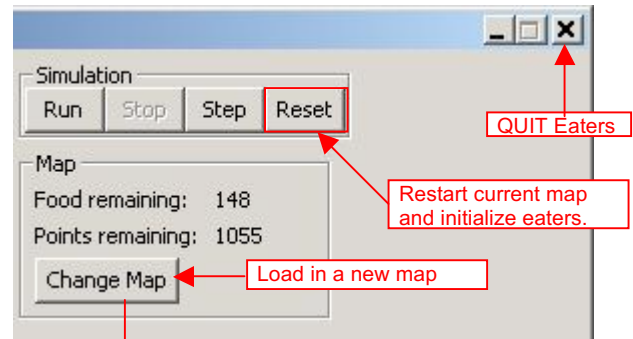 Simulation
Run Stop Step Reset
QUIT Eaters
Map
Food remaining: 148
Restart current map
and initialize eaters.
Points remaining: 1055
Change Map
Load in a new map